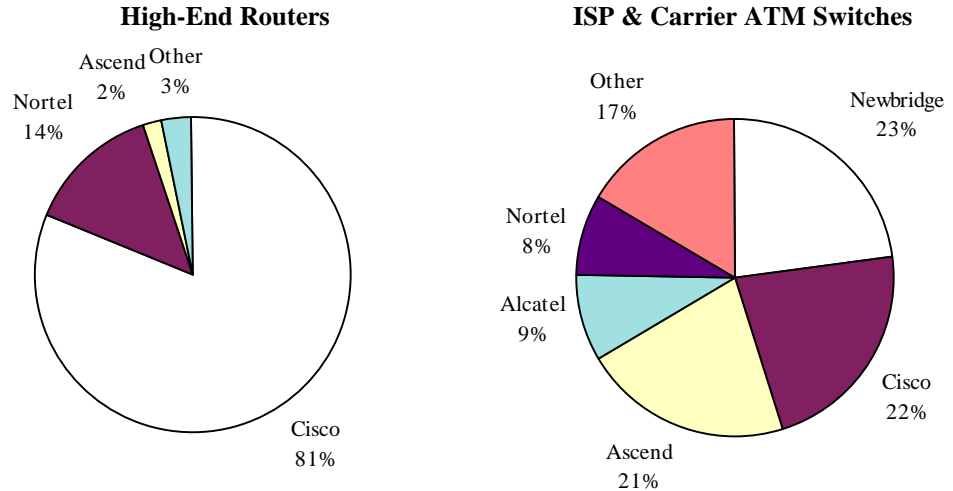 High-End Routers
Ascend
2%
Other
3%
Nortel
14%
Cisco
81%
ISP & Carrier ATM Switches
Other
17%
Newbridge
23%
Nortel
8%
Alcatel
9%
Cisco
22%
Ascend
21%